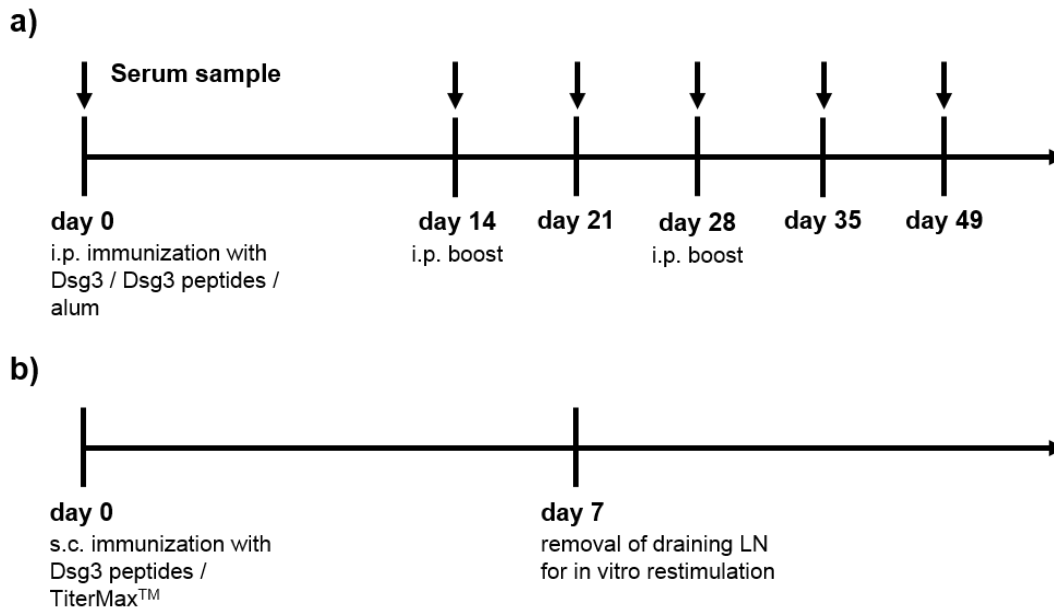 a)
Serum sample
day 0
i.p. immunization with
Dsg3 / Dsg3 peptides /
alum
day 14
i.p. boost
day 21
day 28
i.p. boost
day 35
day 49
b)
day 0
s.c. immunization with
Dsg3 peptides /
TiterMax™
day 7
removal of draining LN
for in vitro restimulation